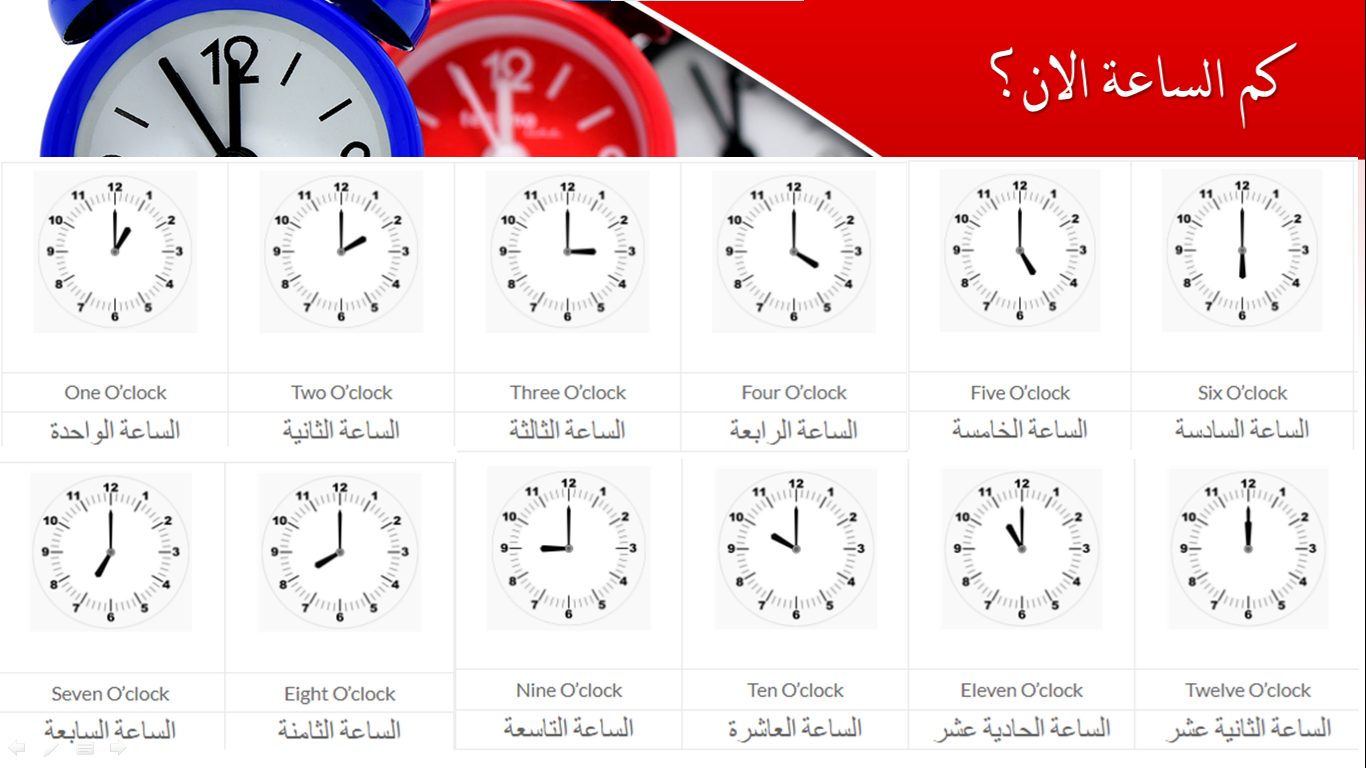 كم الساعة الان؟
One O'clock
Two O'clock
Three O'clock
Four O'clock
Five O'clock
Six O'clock
الساعة الواحدة
الساعة الثانية
الساعة الثالثة
الساعة الرابعة
الساعة الخامسة
الساعة السادسة
Seven O'clock
Eight O'clock
Nine O'clock
Ten O'clock
Eleven O'clock
Twelve O'clock
الساعة السابعة
الساعة الثامنة
الساعة التاسعة
الساعة العاشرة
الساعة الحادية عشر
الساعة الثانية عشر